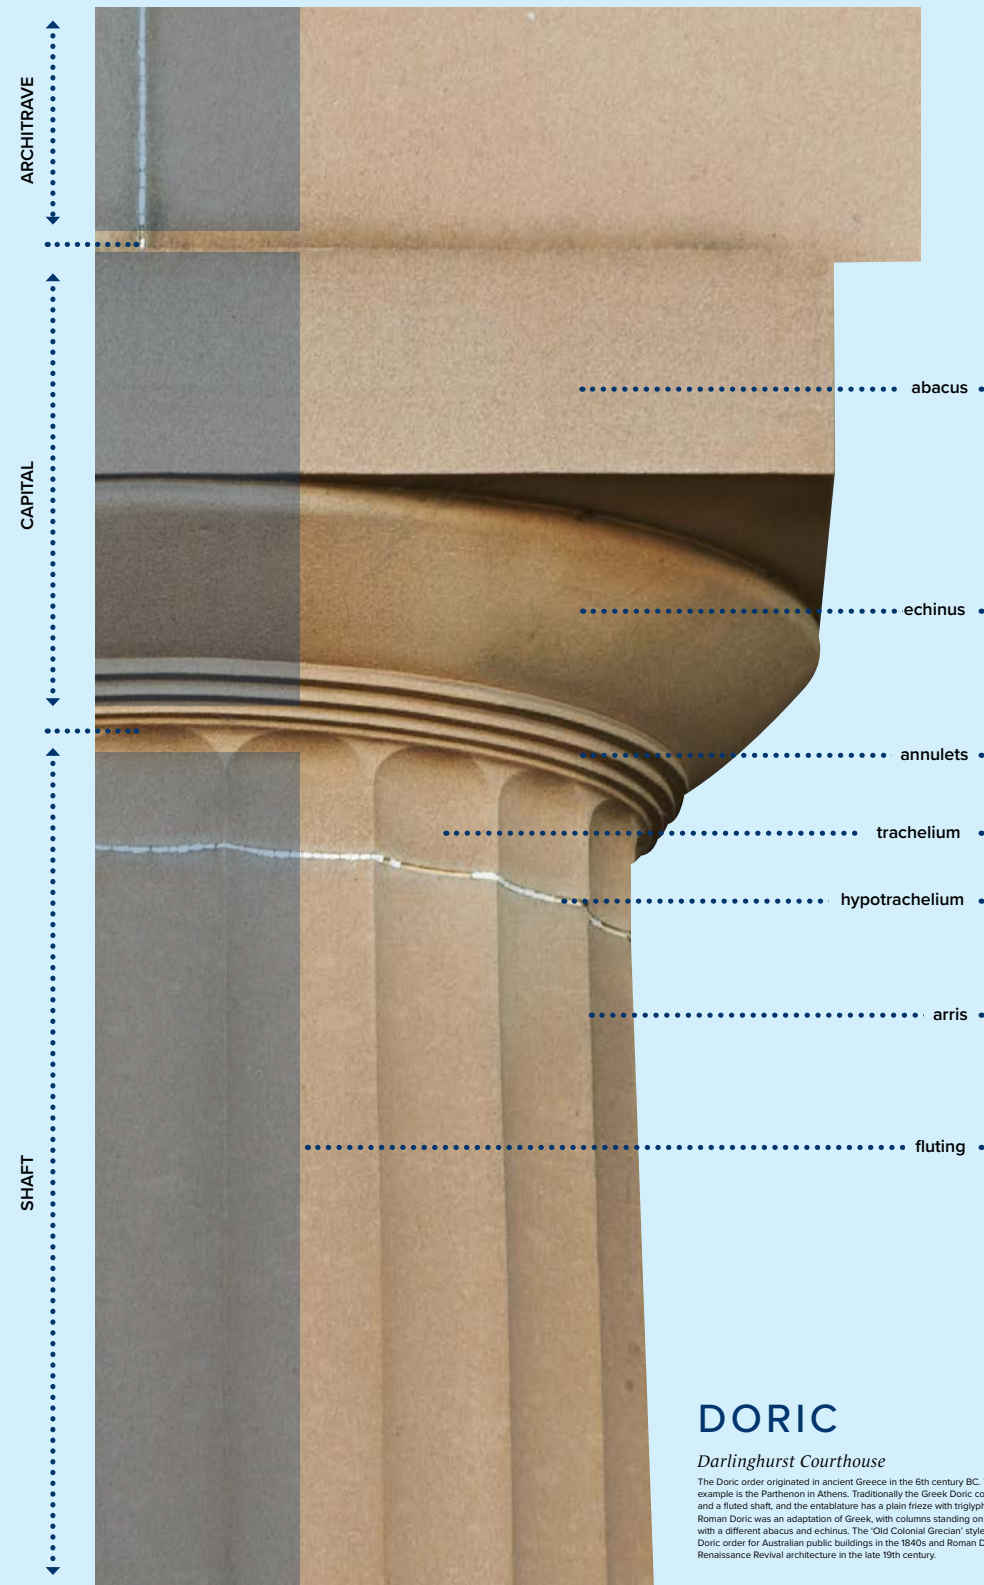 ARCHITRAVE
CAPITAL
abacus
echinus
annulets
trachelium
hypotrachelium
arris
fluting
SHAFT
DORIC
Darlinghurst Courthouse
The Doric order originated in ancient Greece in the 6th century BC.
example is the Parthenon in Athens. Traditionally the Greek Doric
and a fluted shaft, and the entablature has a plain frieze with
Roman Doric was an adaptation of Greek, with columns standing on
with a different abacus and echinus. The ‘Old Colonial Grecian’ style
Doric order for Australian public buildings in the 1840s and Roman
Renaissance Revival architecture in the late 19th century.